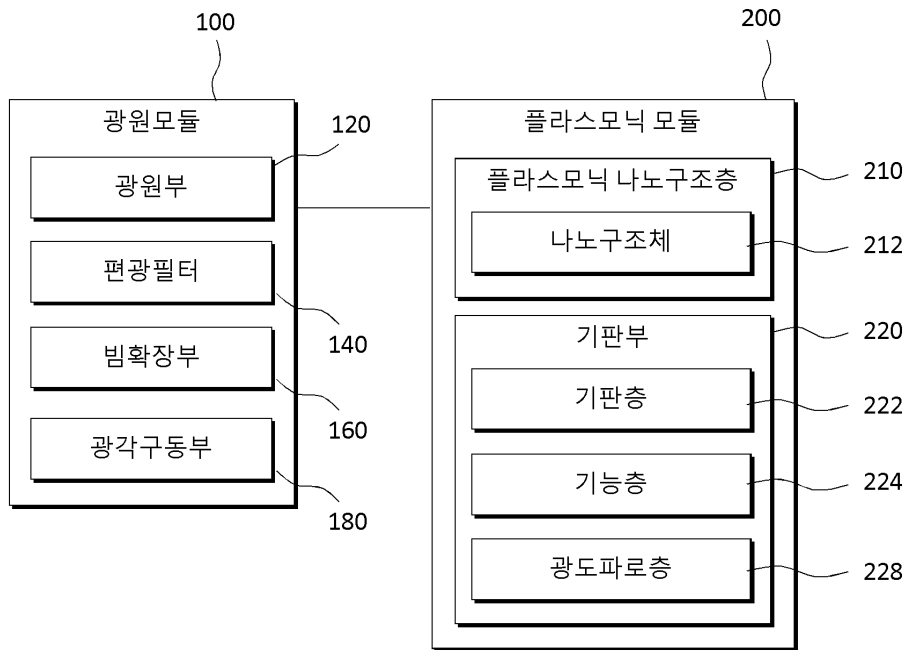 100
광원모듈
120
광원부
편광필터
140
빔확장부
160
광각구동부
180
200
플라스모닉 모듈
210
플라스모닉 나노구조층
212
나노구조체
220
기판부
222
기판층
224
기능층
228
광도파로층